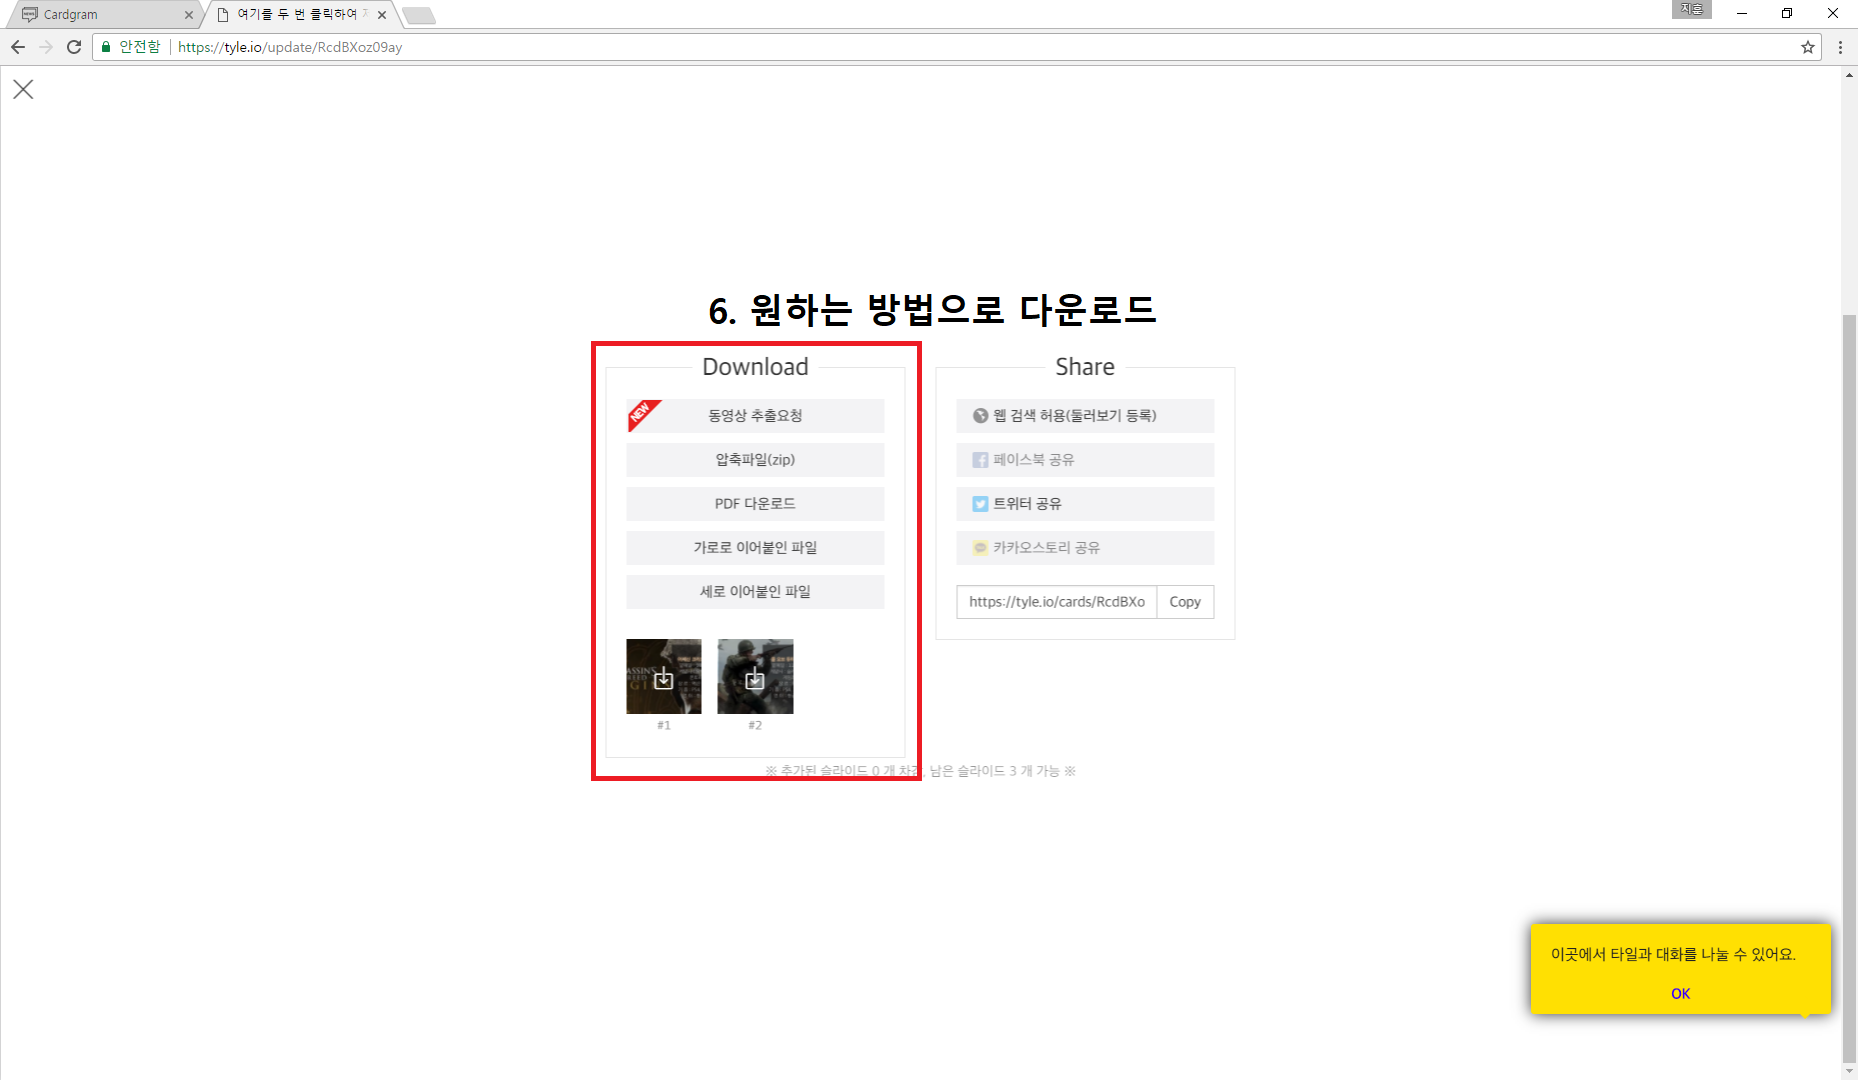 Cardgram
여기를 두 번 클릭하여
지홈
안전함
https://tyle.io/update/RcdBXoz09ay
6. 원하는 방법으로 다운로드
Download
NEW
동영상 추출요청
압축파일(zip)
PDF 다운로드
가로로 이어붙인 파일
세로 이어붙인 파일
#1
#2
Share
웹 검색 허용(둘러보기 등록)
페이스북 공유
트위터 공유
카카오스토리 공유
https://tyle.io/cards/RcdBXo
Copy
※ 추가된 슬라이드 0 개 차감, 남은 슬라이드 3 개 가능 ※
이곳에서 타일과 대화를 나눌 수 있어요.
OK